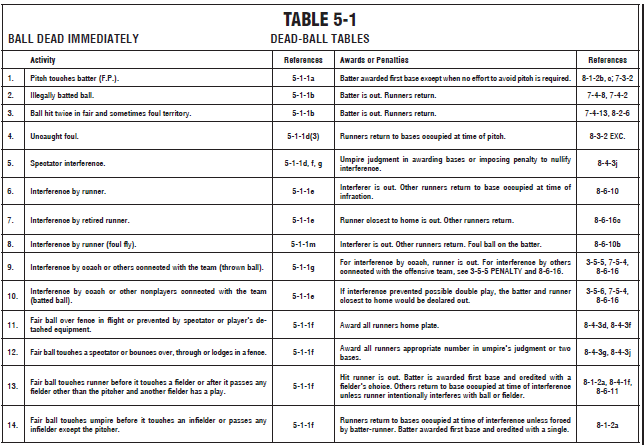 TABLE 5-1
BALL DEAD IMMEDIATELY DEAD-BALL TABLES
Activity References Awards or Penalties References
1. Pitch touches batter (F.P.). 5-1-1a Batter awarded first base except when no effort to avoid pitch is required. 8-1-2b, c; 7-3-2
2. Illegally batted ball. 5-1-1b Batter is out. Runners return. 7-4-8, 7-4-2
3. Ball hit twice in fair and sometimes foul territory. 5-1-1b Batter is out. Runners return. 7-4-13, 8-2-6
4. Uncaught foul. 5-1-1d(3) Runners return to bases occupied at time of pitch. 8-3-2 EXC.
5. Spectator interference. 5-1-1d, f, g Umpire judgment in awarding bases or imposing penalty to nullify
interference. 8-4-3j
6. Interference by runner. 5-1-1e Interferer is out. Other runners return to base occupied at time of
infraction. 8-6-10
7. Interference by retired runner. 5-1-1e Runner closest to home is out. Other runners return. 8-6-16c
8. Interference by runner (foul fly). 5-1-1m Interferer is out. Other runners return. Foul ball on the batter. 8-6-10b
9. Interference by coach or others connected with the team (thrown ball). 5-1-1g For interference by coach, runner is out. For interference by others
connected with the offensive team, see 3-5-5 PENALTY and 8-6-16. 3-5-5, 7-5-4,
8-6-16
10. Interference by coach or other nonplayers connected with the team
(batted ball). 5-1-1e If interference prevented possible double play, the batter and runner
closest to home would be declared out. 3-5-6, 7-5-4,
8-6-16
11. Fair ball over fence in flight or prevented by spectator or player's de-
tached equipment. 5-1-1f Award all runners home plate. 8-4-3d, 8-4-3f
12. Fair ball touches a spectator or bounces over, through or lodges in a fence. 5-1-1f Award all runners appropriate number in umpire's judgment or two
bases. 8-4-3g, 8-4-3j
13. Fair ball touches runner before it touches a fielder or after it passes any
fielder other than the pitcher and another fielder has a play. 5-1-1f Hit runner is out. Batter is awarded first base and credited with a
fielder's choice. Others return to base occupied at time of interference
unless runner intentionally interferes with ball or fielder. 8-1-2a, 8-4-1f,
8-6-11
14. Fair ball touches umpire before it touches an infielder or passes any
infielder except the pitcher. 5-1-1f Runners return to bases occupied at time of interference unless forced
by batter-runner. Batter awarded first base and credited with a single. 8-1-2a